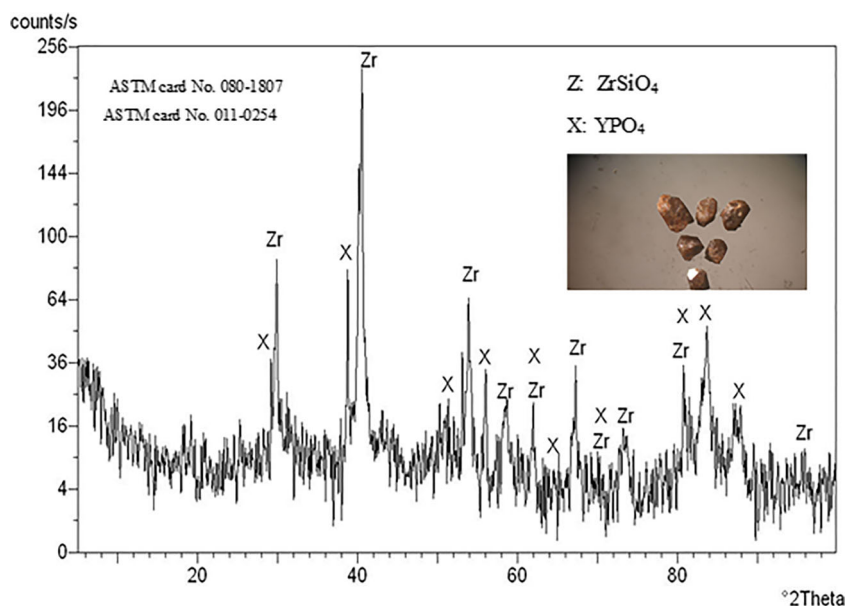 counts/s
256
196
144
100
64
36
16
4
0
ASTM card No. 080-1807
ASTM card No. 011-0254
Z: ZrSiO₄
X: YPO₄
Zr
Zr
X
Zr
X
X
X
X
Zr
X
Zr
X
Zr
X
Zr
Zr
X
X
Zr
X
Zr
20
40
60
80
°2Theta